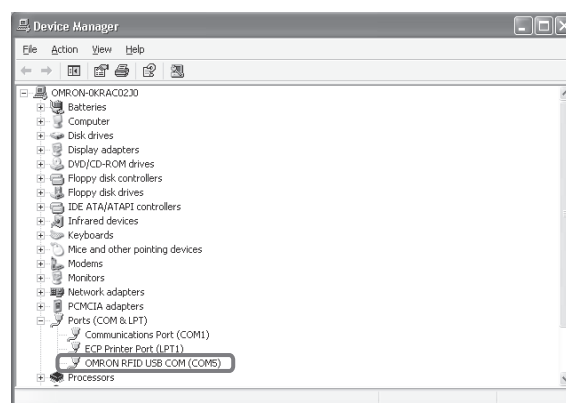 Device Manager
File Action View Help
OMRON-0KRAC02J0
Batteries
Computer
Disk drives
Display adapters
DVD/CD-ROM drives
Floppy disk controllers
Floppy disk drives
IDE ATA/ATAPI controllers
Infrared devices
Keyboards
Mice and other pointing devices
Modems
Monitors
Network adapters
PCMCIA adapters
Ports (COM & LPT)
Communications Port (COM1)
ECP Printer Port (LPT1)
OMRON RFID USB COM (COM5)
Processors